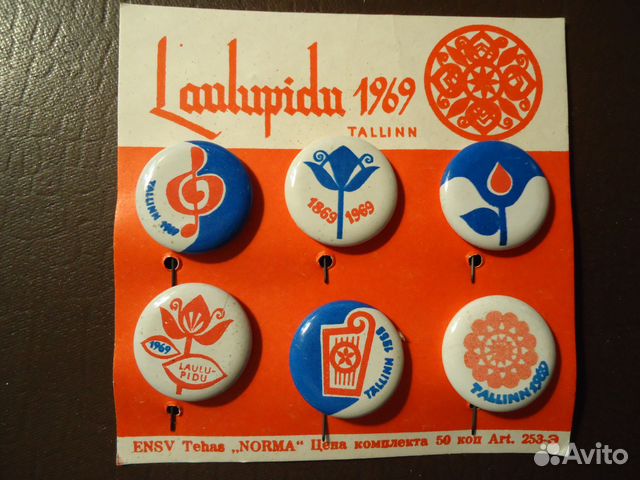 Laulupidu 1969
TALLINN
TALLINN 1969
1869 1969
1969
LAULU-
PIDU
TALLINN 1969
TALLINN 1969
ENSV Tehas „NORMA“ Цена комплекта 50 коп Art. 253-Э
Avito